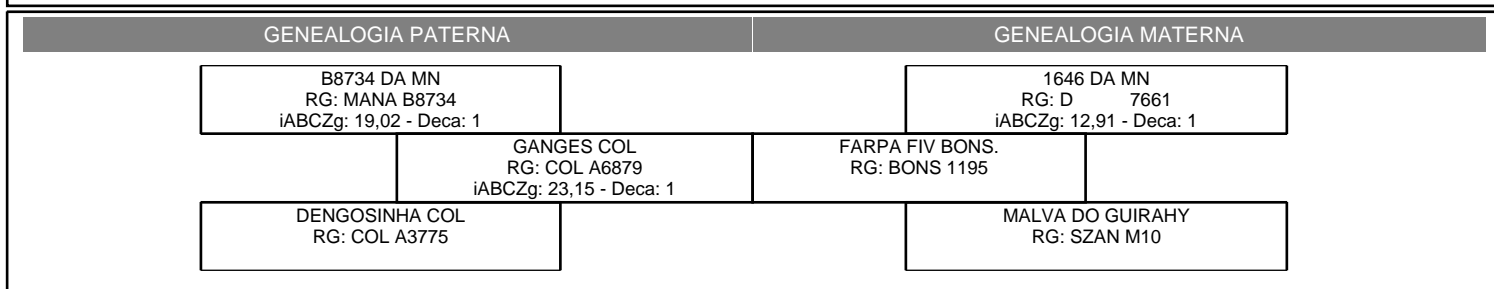 GENEALOGIA PATERNA
GENEALOGIA MATERNA
B8734 DA MN
RG: MANA B8734
iABCZg: 19,02 - Deca: 1
1646 DA MN
RG: D 7661
iABCZg: 12,91 - Deca: 1
GANGES COL
RG: COL A6879
iABCZg: 23,15 - Deca: 1
FARPA FIV BONS.
RG: BONS 1195
DENGOSINHA COL
RG: COL A3775
MALVA DO GUIRAHY
RG: SZAN M10